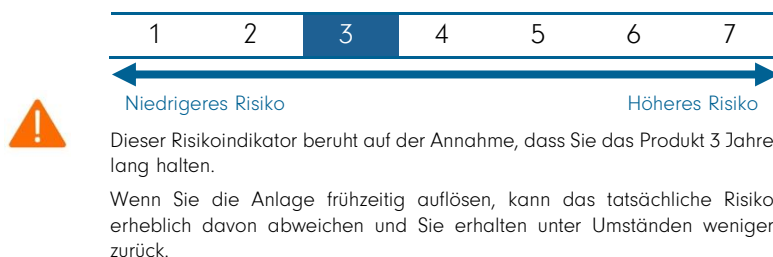 1 2 3 4 5 6 7
Niedrigeres Risiko Höheres Risiko
Dieser Risikoindikator beruht auf der Annahme, dass Sie das Produkt 3 Jahre
lang halten.
Wenn Sie die Anlage frühzeitig auflösen, kann das tatsächliche Risiko
erheblich davon abweichen und Sie erhalten unter Umständen weniger
zurück.